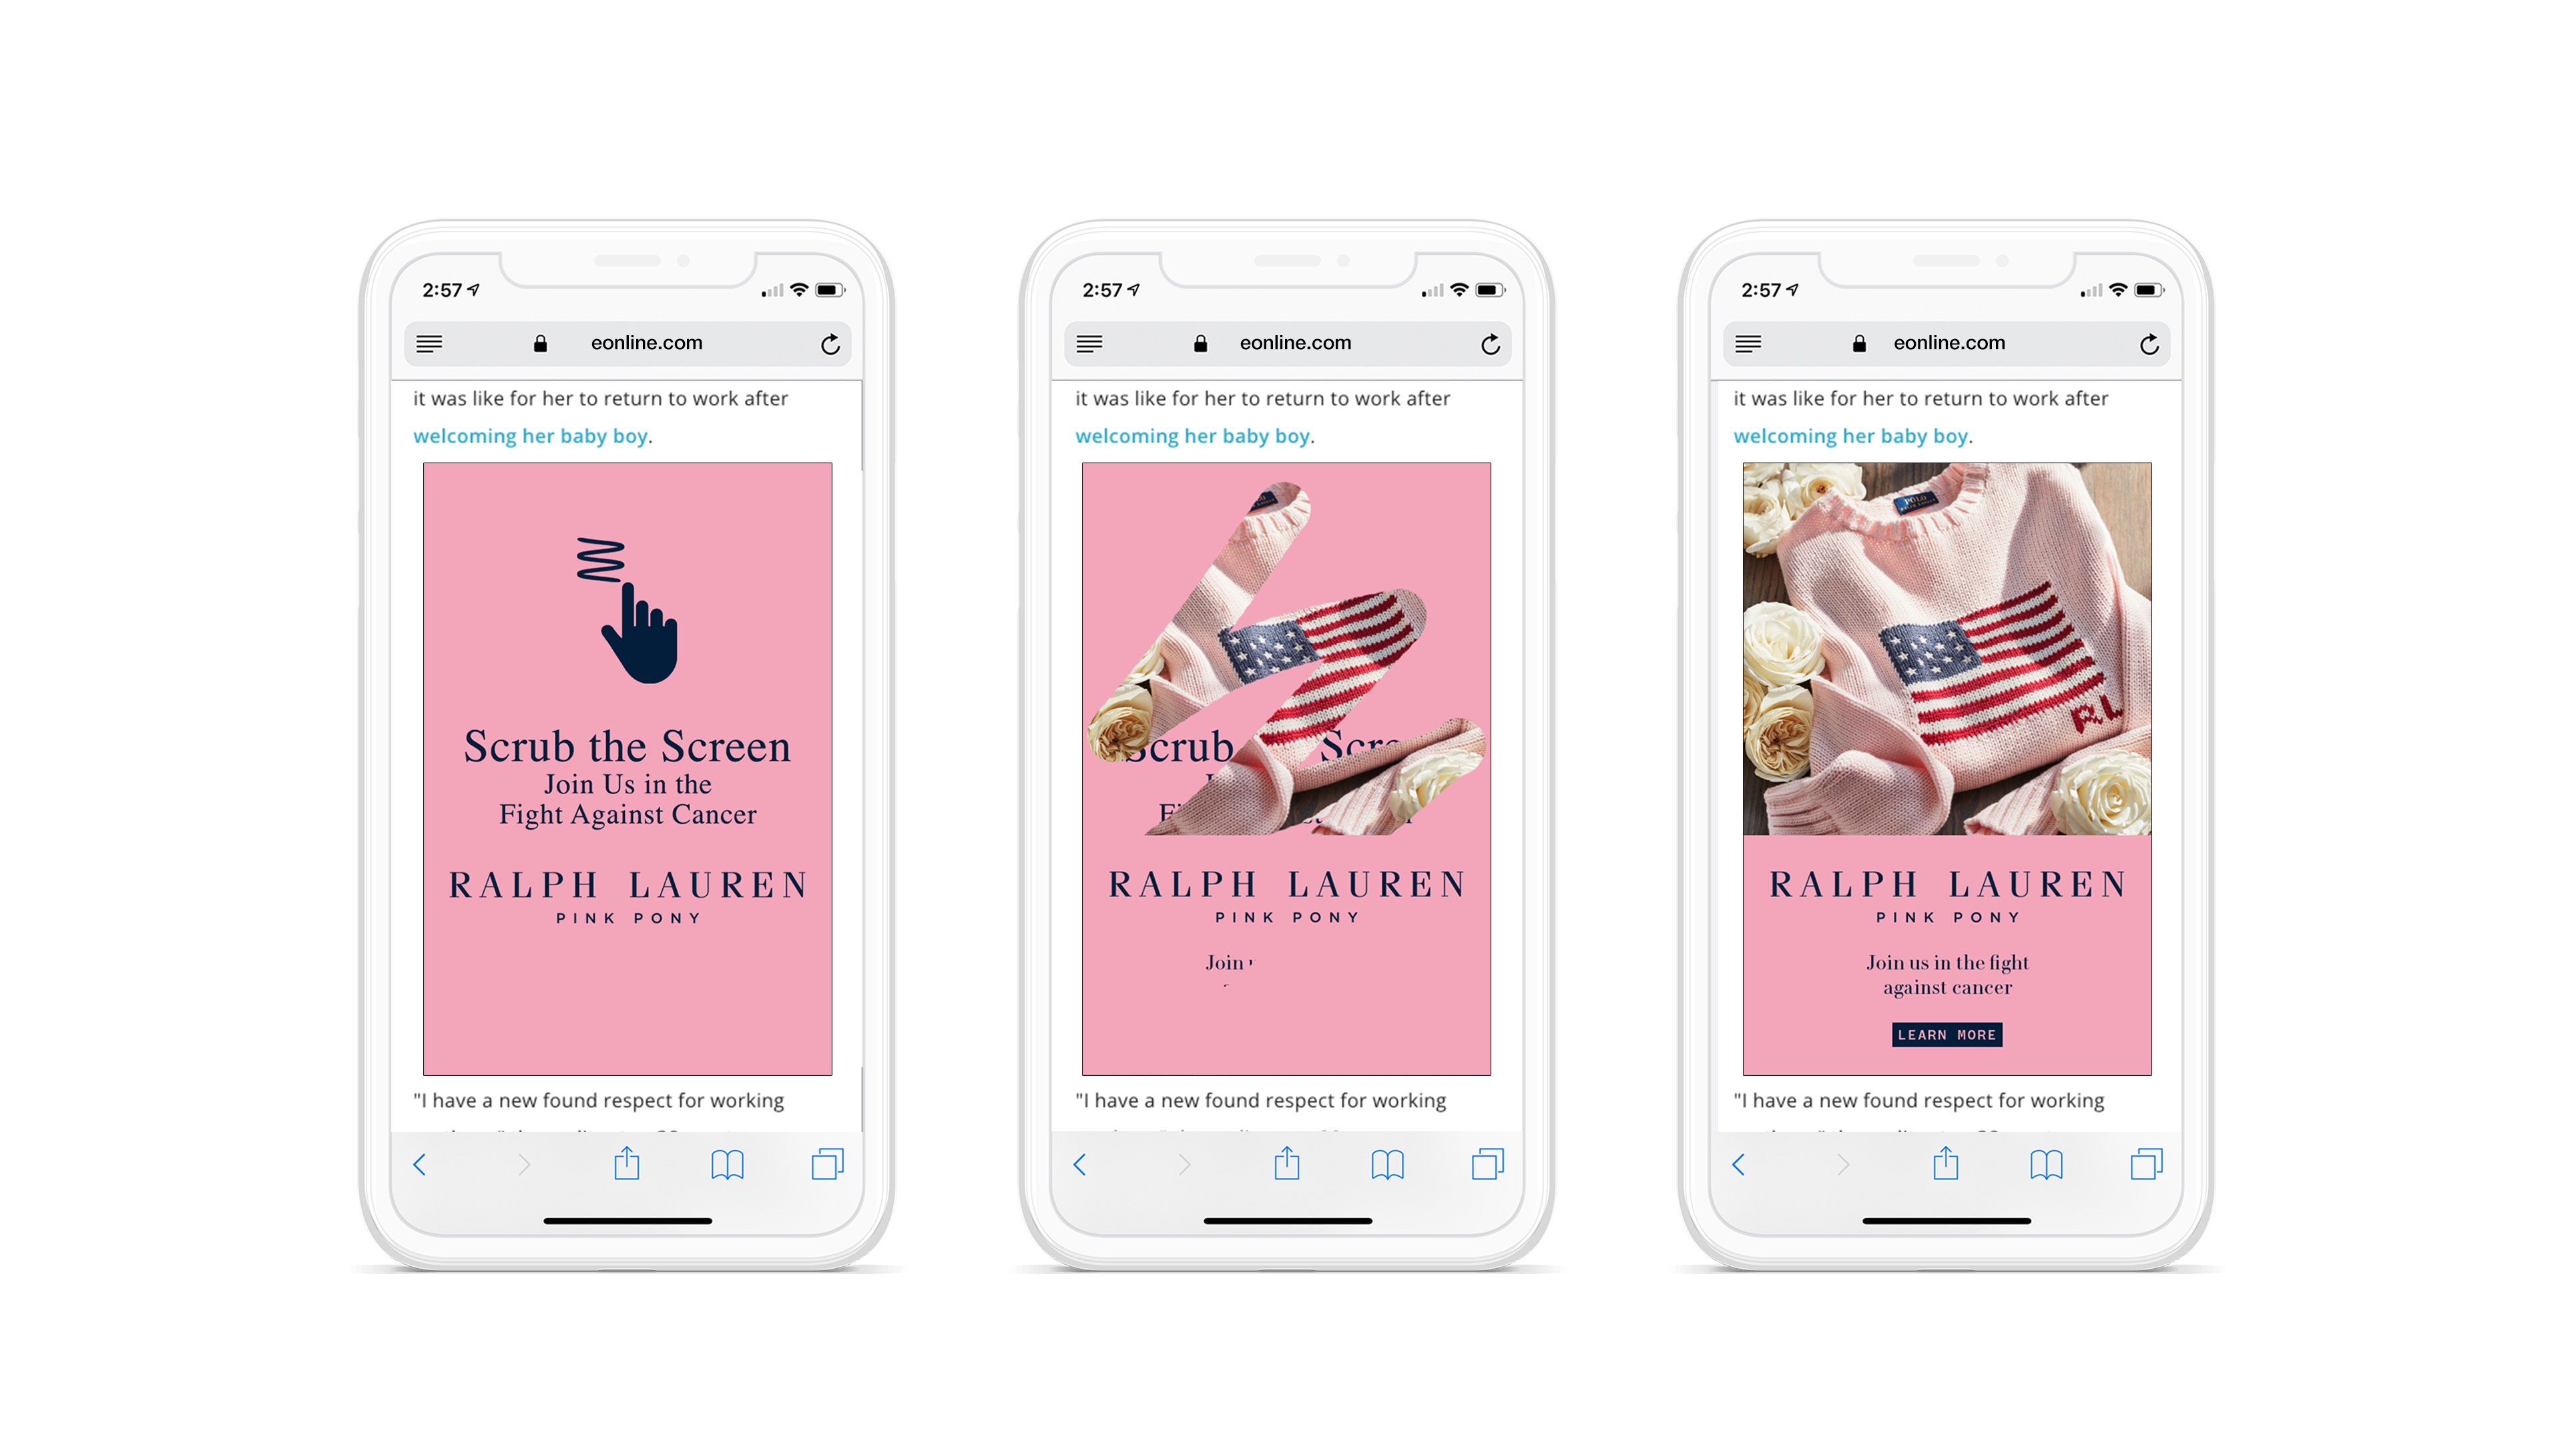 2:57
eonline.com
it was like for her to return to work after
welcoming her baby boy.
Scrub the Screen
Join Us in the
Fight Against Cancer
RALPH LAUREN
PINK PONY
"I have a new found respect for working
2:57
eonline.com
it was like for her to return to work after
welcoming her baby boy.
Scrub Scre
RALPH LAUREN
PINK PONY
Join
"I have a new found respect for working
2:57
eonline.com
it was like for her to return to work after
welcoming her baby boy.
POLO
RL
RALPH LAUREN
PINK PONY
Join us in the fight
against cancer
LEARN MORE
"I have a new found respect for working